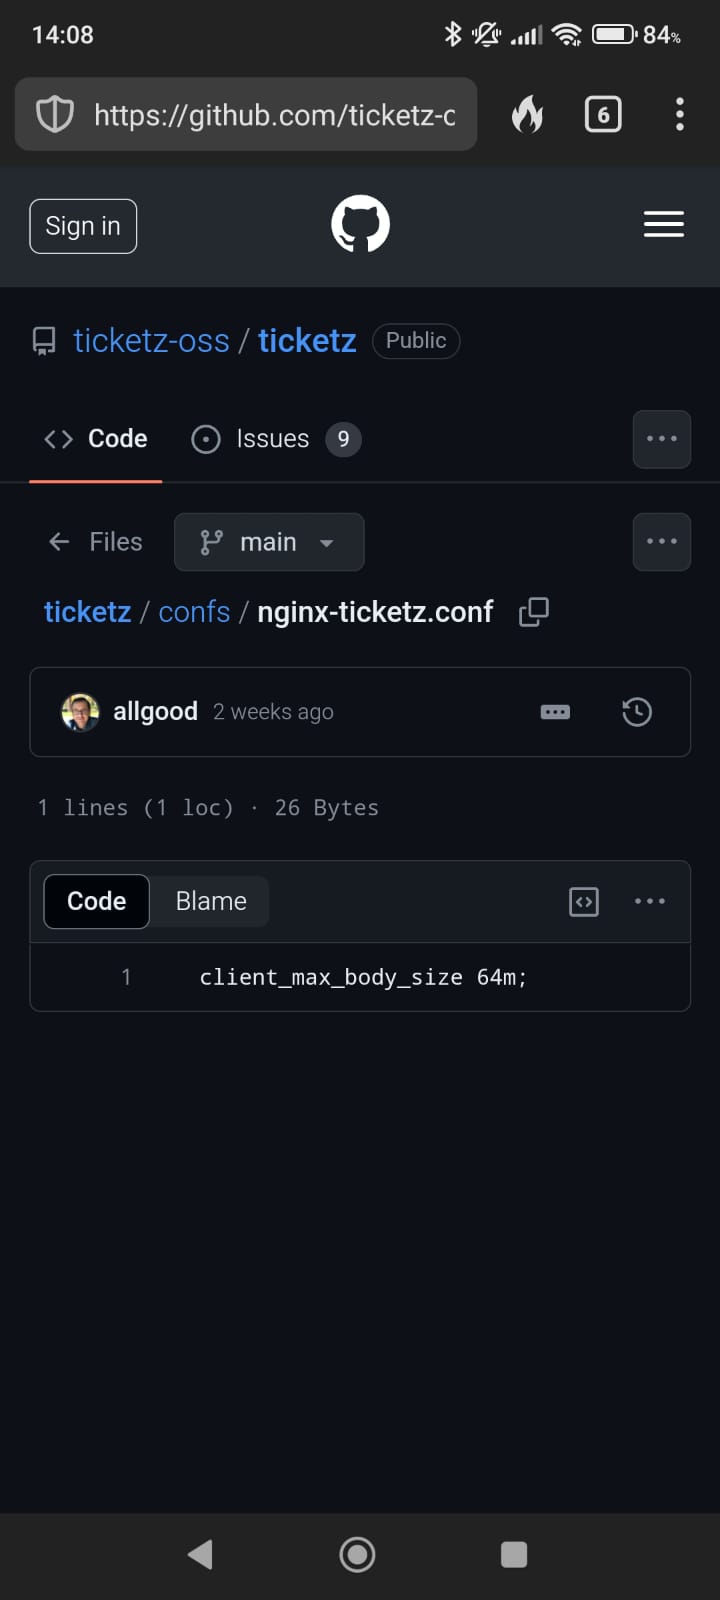 14:08 84%
https://github.com/ticketz-o 6
Sign in
ticketz-oss / ticketz Public
Code Issues 9
Files main
ticketz / confs / nginx-ticketz.conf
allgood 2 weeks ago
1 lines (1 loc) · 26 Bytes
Code Blame
1 client_max_body_size 64m;